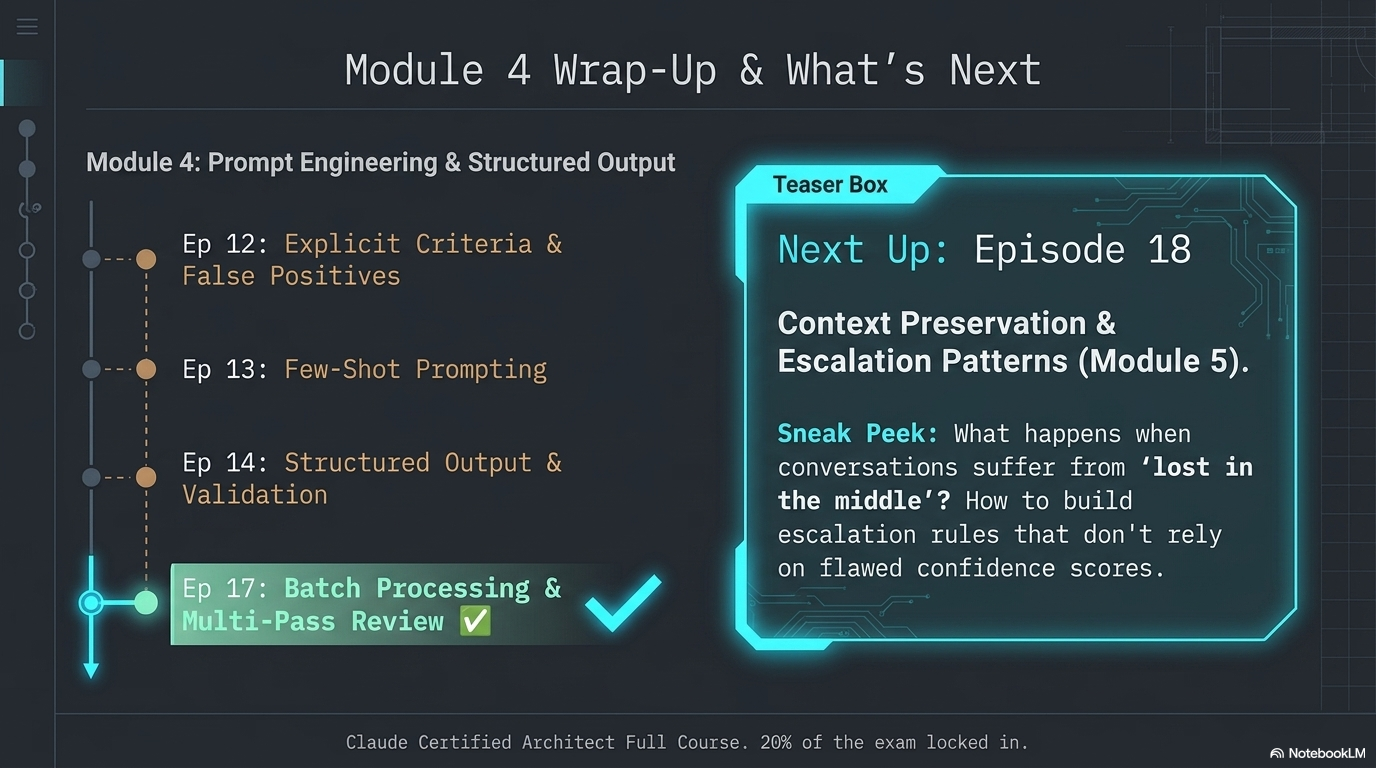 Module 4 Wrap-Up & What’s Next
Module 4: Prompt Engineering & Structured Output
Ep 12: Explicit Criteria &
False Positives
Ep 13: Few-Shot Prompting
Ep 14: Structured Output &
Validation
Ep 17: Batch Processing &
Multi-Pass Review ✅
Teaser Box
Next Up: Episode 18
Context Preservation &
Escalation Patterns (Module 5).
Sneak Peek: What happens when
conversations suffer from ‘lost in
the middle’? How to build
escalation rules that don't rely
on flawed confidence scores.
Claude Certified Architect Full Course. 20% of the exam locked in.
NotebookLM